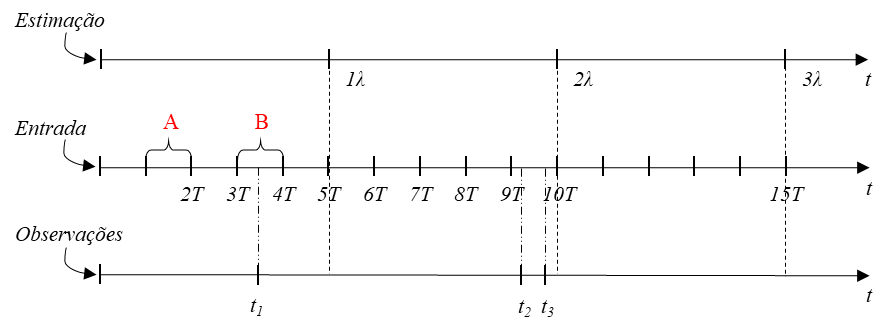 Estimação
1λ 2λ 3λ t
Entrada A B
2T 3T 4T 5T 6T 7T 8T 9T 10T 15T t
Observações
t1 t2 t3 t